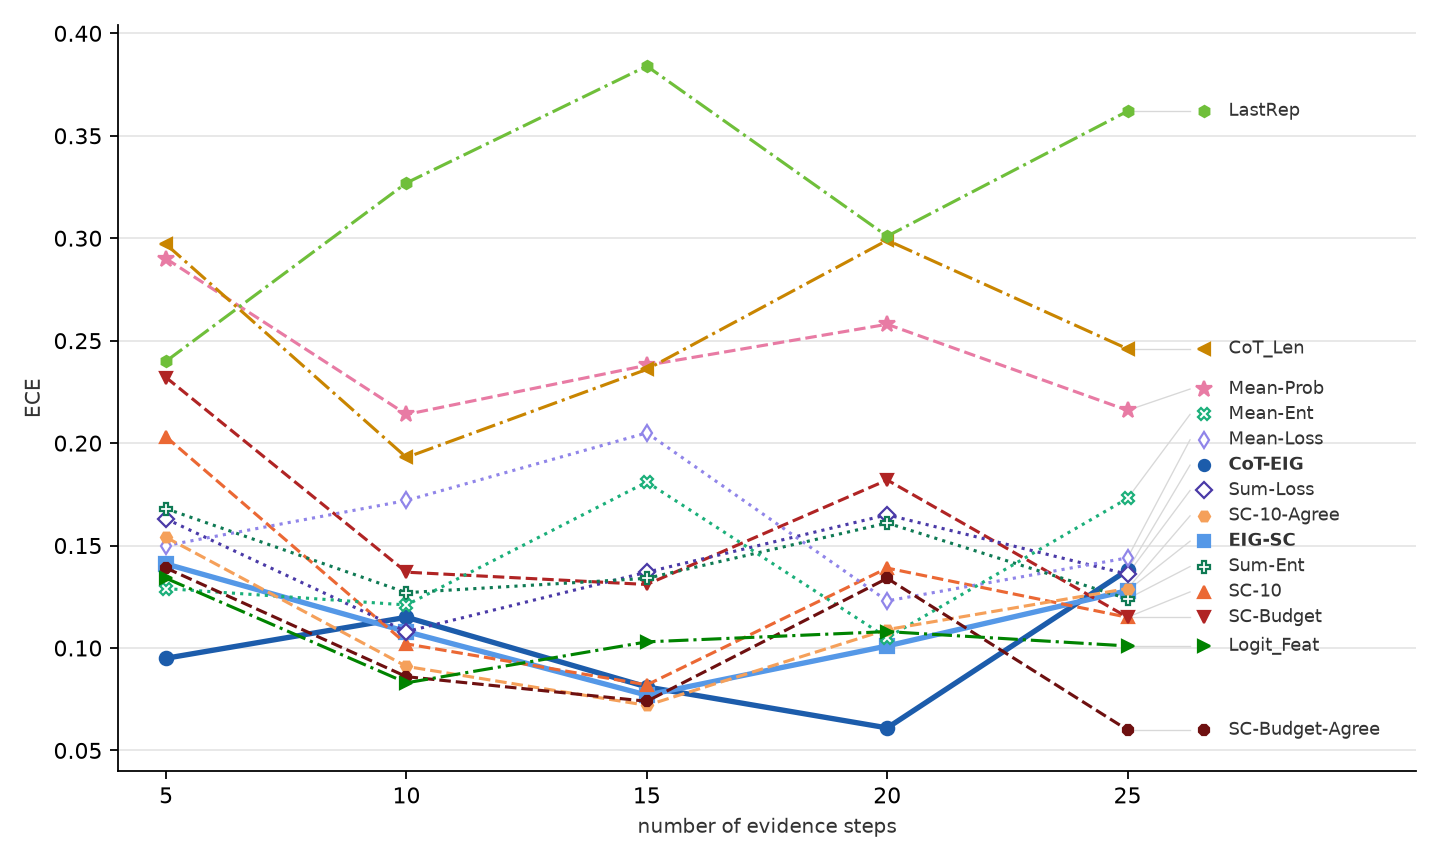 0.40
0.35
0.30
0.25
0.20
0.15
0.10
0.05
ECE
5 10 15 20 25
number of evidence steps
LastRep
CoT_Len
Mean-Prob
Mean-Ent
Mean-Loss
CoT-EIG
Sum-Loss
SC-10-Agree
EIG-SC
Sum-Ent
SC-10
SC-Budget
Logit_Feat
SC-Budget-Agree